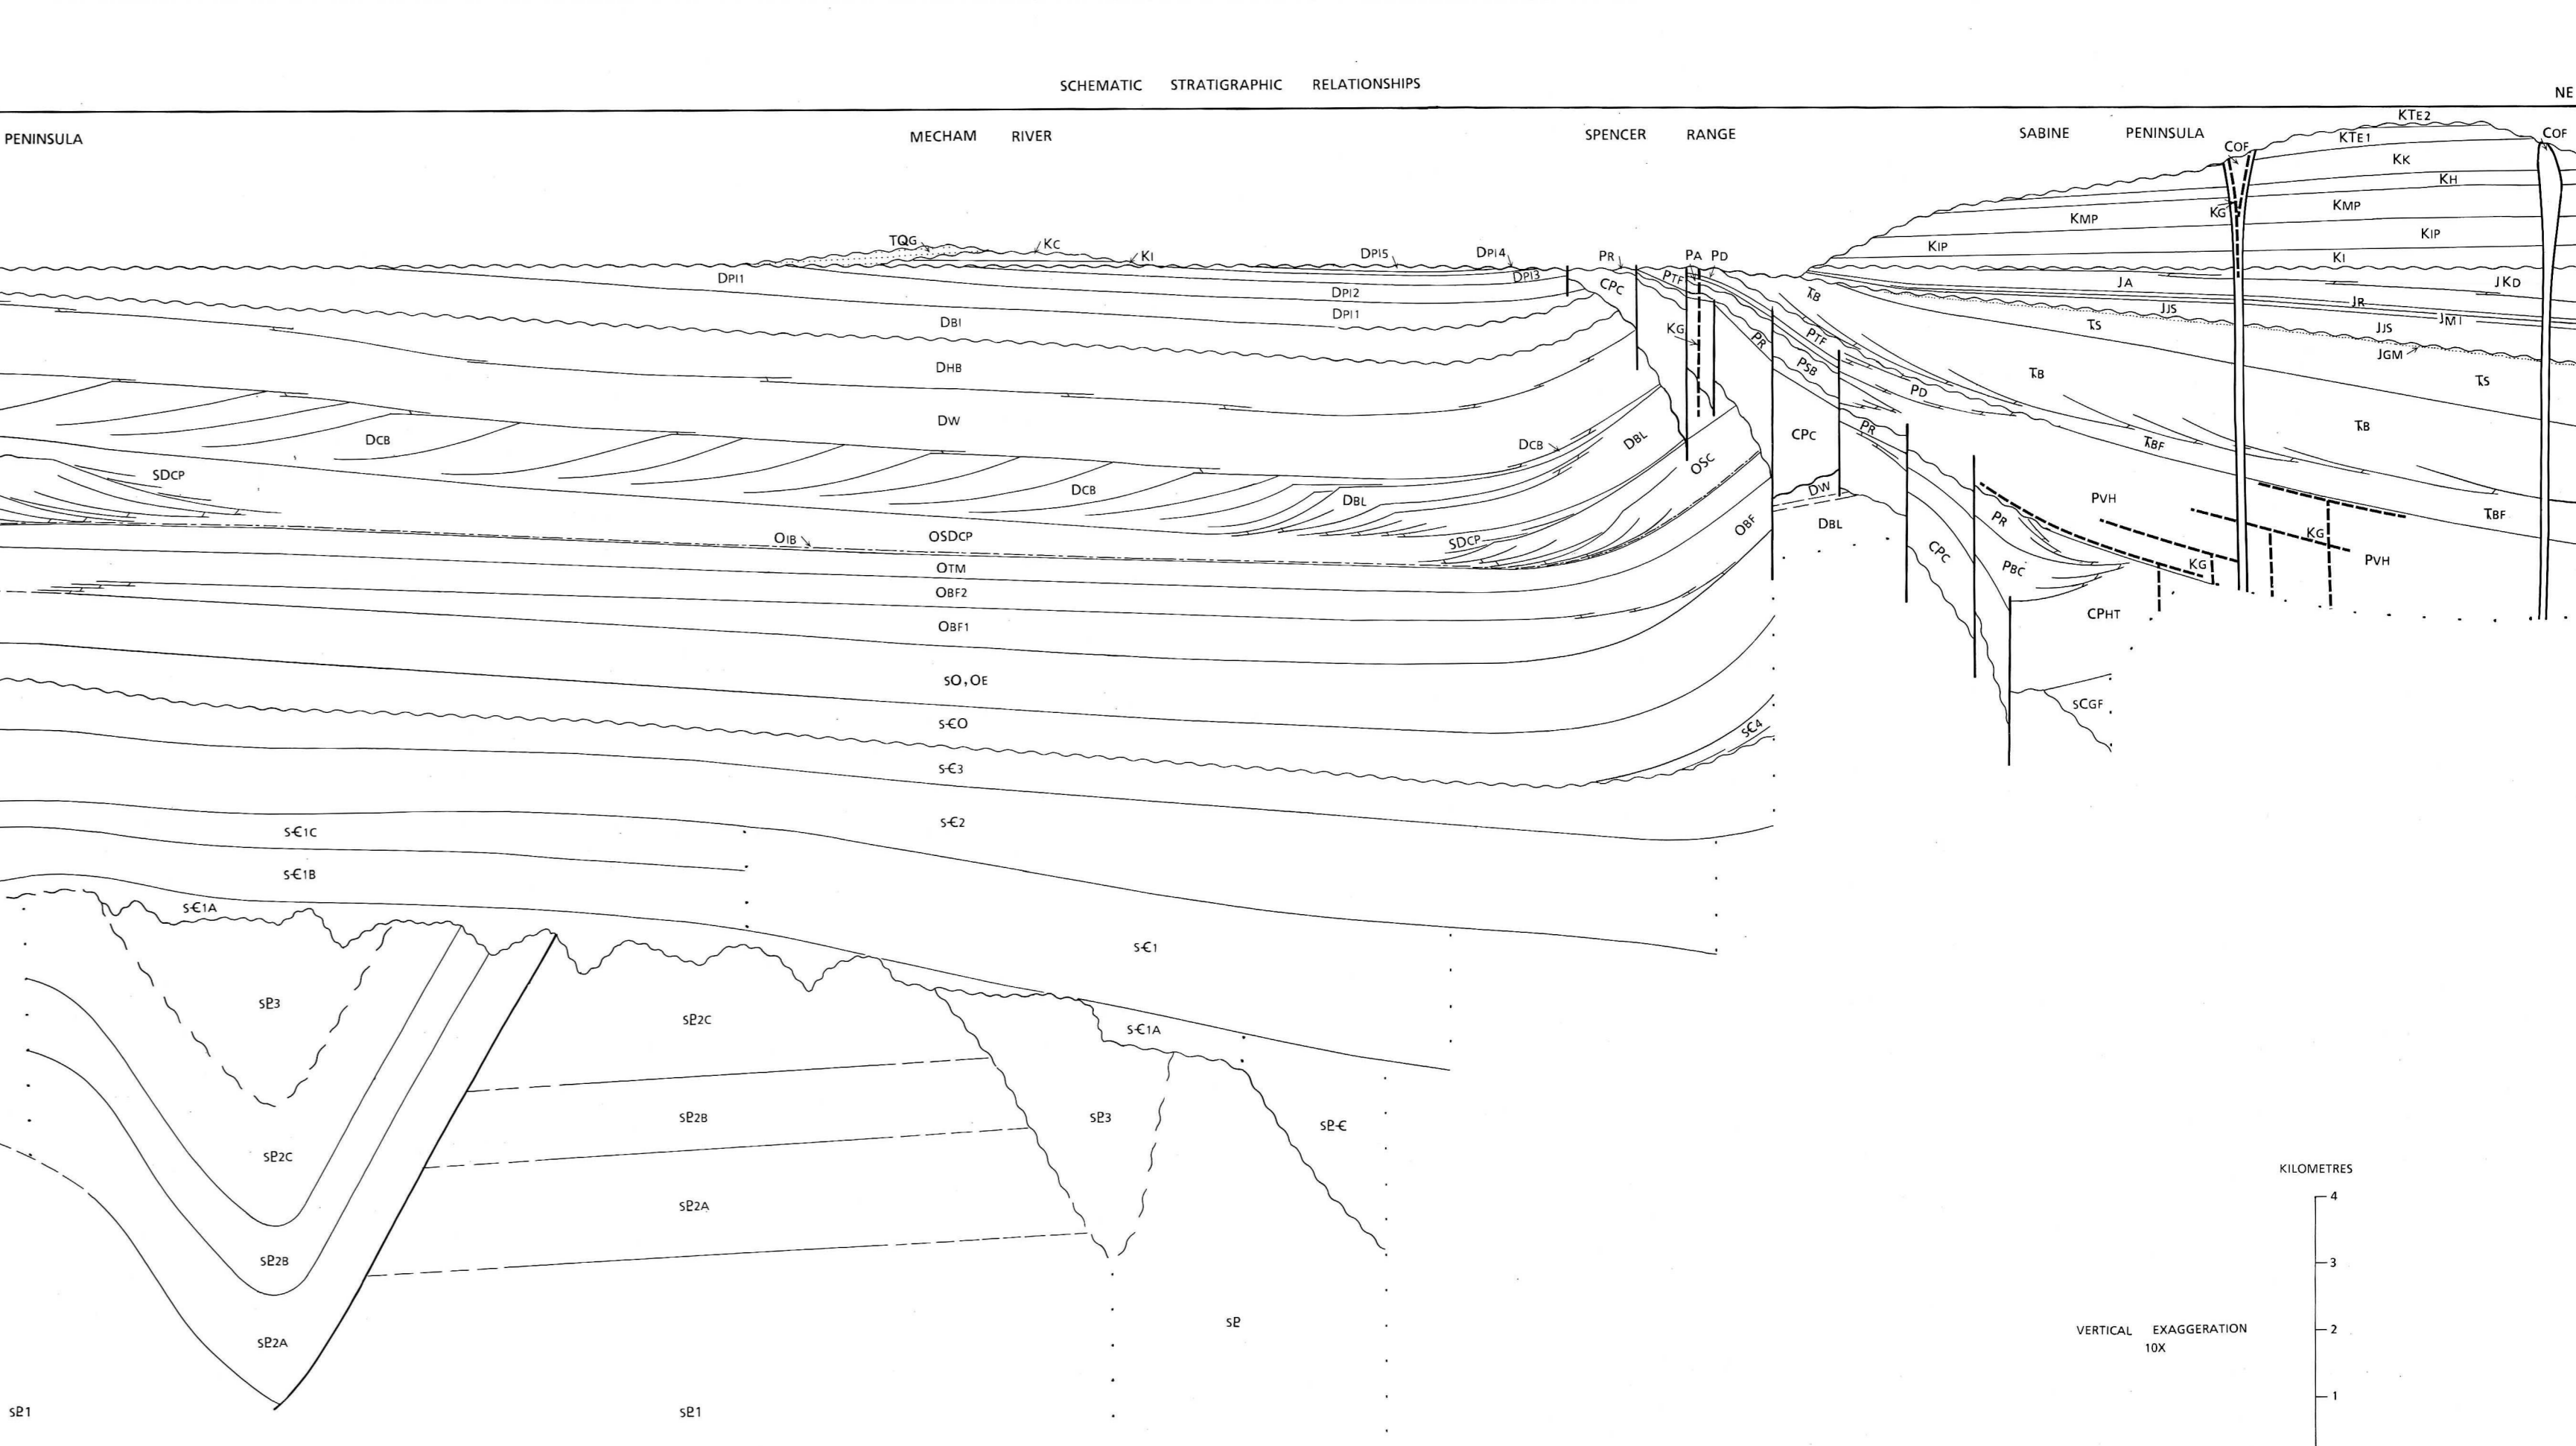 SCHEMATIC STRATIGRAPHIC RELATIONSHIPS
NE
PENINSULA
MECHAM RIVER
SPENCER RANGE
SABINE PENINSULA
KTE2
KTE1
COF
COF
KK
KH
KMP
KMP
KG
KIP
KIP
KI
TQG
KC
KI
DPI5
DPI4
DPI3
PR
PA
PD
PTF
CPC
DPI1
DPI2
DPI1
DBI
DHB
DW
DCB
DCB
DCB
SDCP
DBL
DBL
OSC
KG
PR
PSB
PTF
PD
TB
TB
TB
TS
TS
JA
JKD
JR
JJS
JJS
JMI
JGM
TBF
TBF
CPC
PR
DW
DBL
OBF
OSDCP
OIB
SDCP
OTM
OBF2
OBF1
SO,OE
S€O
S€3
S€4
S€2
S€1C
S€1B
S€1A
S€1
S€1A
PVH
PVH
KG
KG
PR
CPC
PBC
CPHT
SCGF
SP3
SP2C
SP2C
SP2B
SP2B
SP2A
SP2A
SP3
SP€
SP
SP1
SP1
KILOMETRES
4
3
2
1
VERTICAL EXAGGERATION
10X